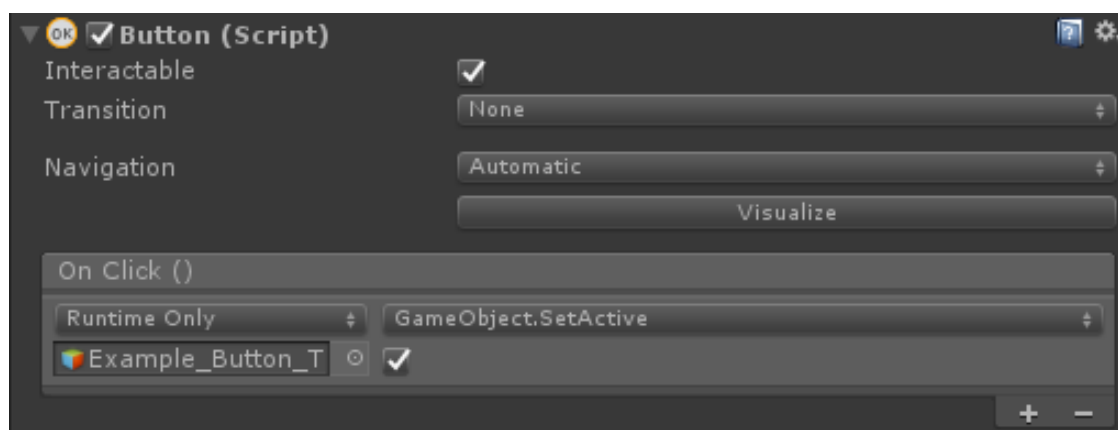 OK Button (Script)
Interactable
Transition None
Navigation Automatic
Visualize
On Click ()
Runtime Only GameObject.SetActive
Example_Button_T